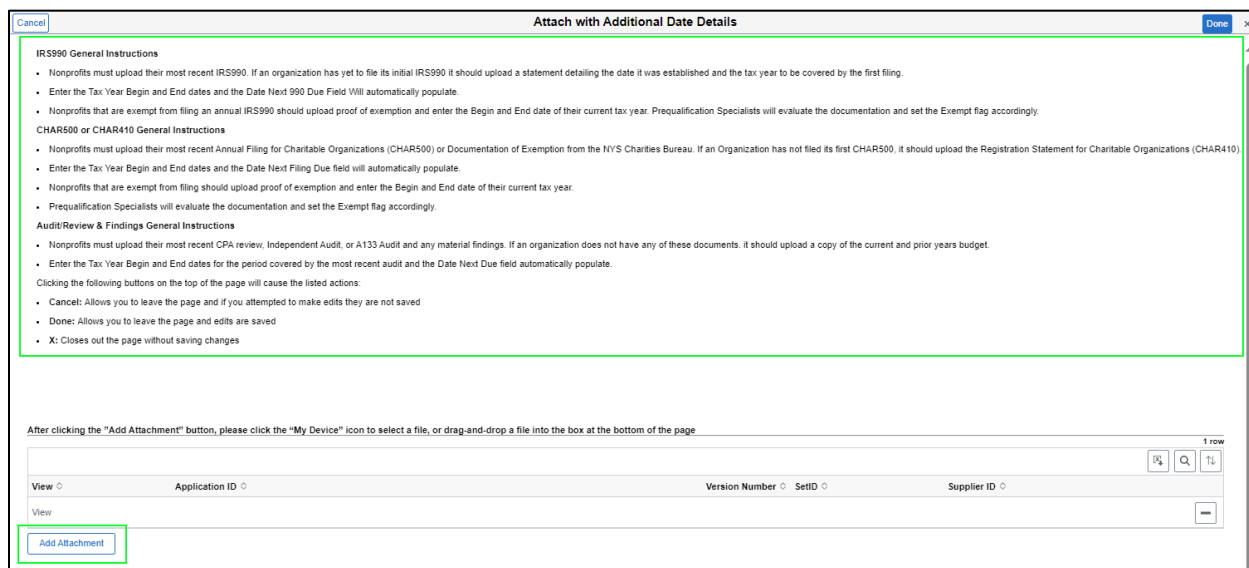 Cancel
Attach with Additional Date Details
Done
×
IRS990 General Instructions
• Nonprofits must upload their most recent IRS990. If an organization has yet to file its initial IRS990 it should upload a statement detailing the date it was established and the tax year to be covered by the first filing.
• Enter the Tax Year Begin and End dates and the Date Next 990 Due Field Will automatically populate.
• Nonprofits that are exempt from filing an annual IRS990 should upload proof of exemption and enter the Begin and End date of their current tax year. Prequalification Specialists will evaluate the documentation and set the Exempt flag accordingly.
CHAR500 or CHAR410 General Instructions
• Nonprofits must upload their most recent Annual Filing for Charitable Organizations (CHAR500) or Documentation of Exemption from the NYS Charities Bureau. If an Organization has not filed its first CHAR500, it should upload the Registration Statement for Charitable Organizations (CHAR410).
• Enter the Tax Year Begin and End dates and the Date Next Filing Due field will automatically populate.
• Nonprofits that are exempt from filing should upload proof of exemption and enter the Begin and End date of their current tax year.
• Prequalification Specialists will evaluate the documentation and set the Exempt flag accordingly.
Audit/Review & Findings General Instructions
• Nonprofits must upload their most recent CPA review, Independent Audit, or A133 Audit and any material findings. If an organization does not have any of these documents. it should upload a copy of the current and prior years budget.
• Enter the Tax Year Begin and End dates for the period covered by the most recent audit and the Date Next Due field automatically populate.
Clicking the following buttons on the top of the page will cause the listed actions:
• Cancel: Allows you to leave the page and if you attempted to make edits they are not saved
• Done: Allows you to leave the page and edits are saved
• X: Closes out the page without saving changes
After clicking the "Add Attachment" button, please click the "My Device" icon to select a file, or drag-and-drop a file into the box at the bottom of the page
1 row
View Application ID Version Number SetID Supplier ID
View
Add Attachment